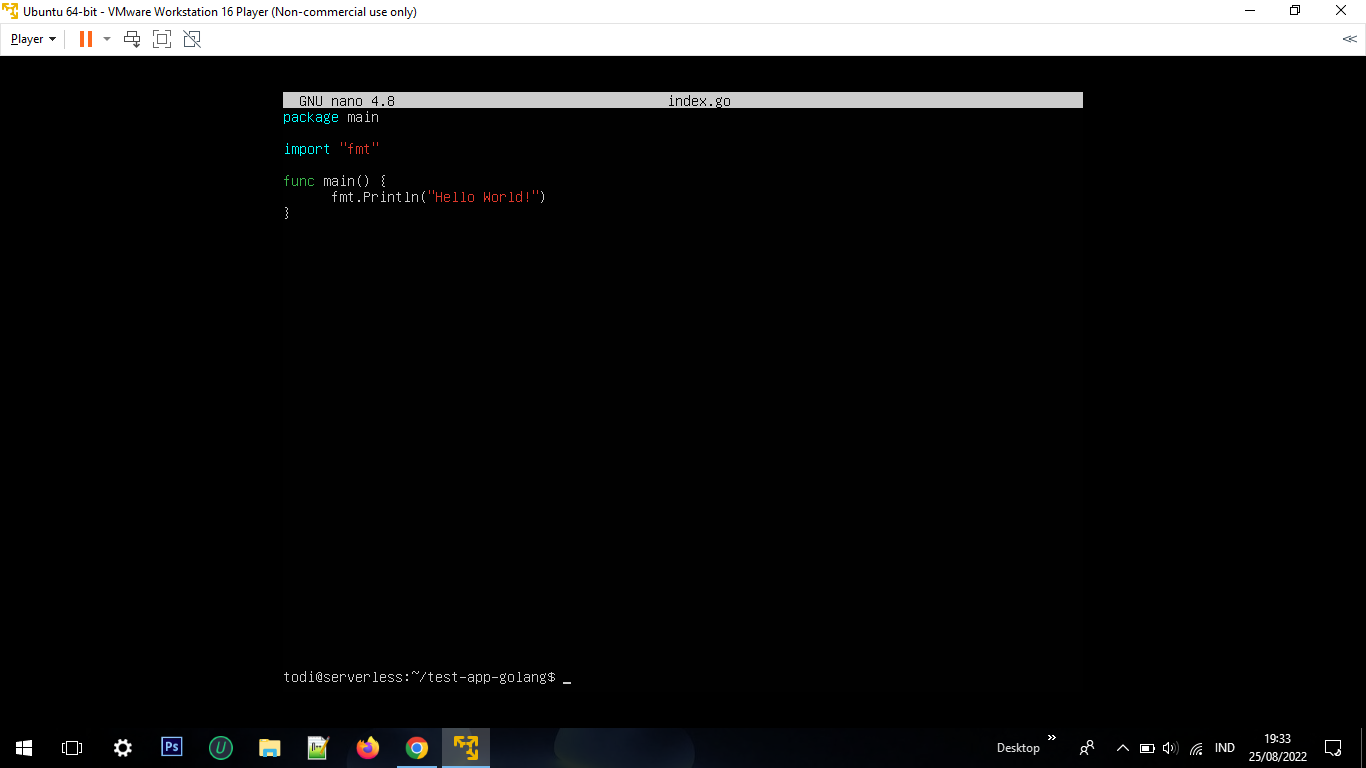 Ubuntu 64-bit - VMware Workstation 16 Player (Non-commercial use only)
Player
GNU nano 4.8 index.go
package main
import "fmt"
func main() {
fmt.Println("Hello World!")
}
todi@serverless:~/test-app-golang$ _
Ps
U
Desktop
IND
19:33
25/08/2022